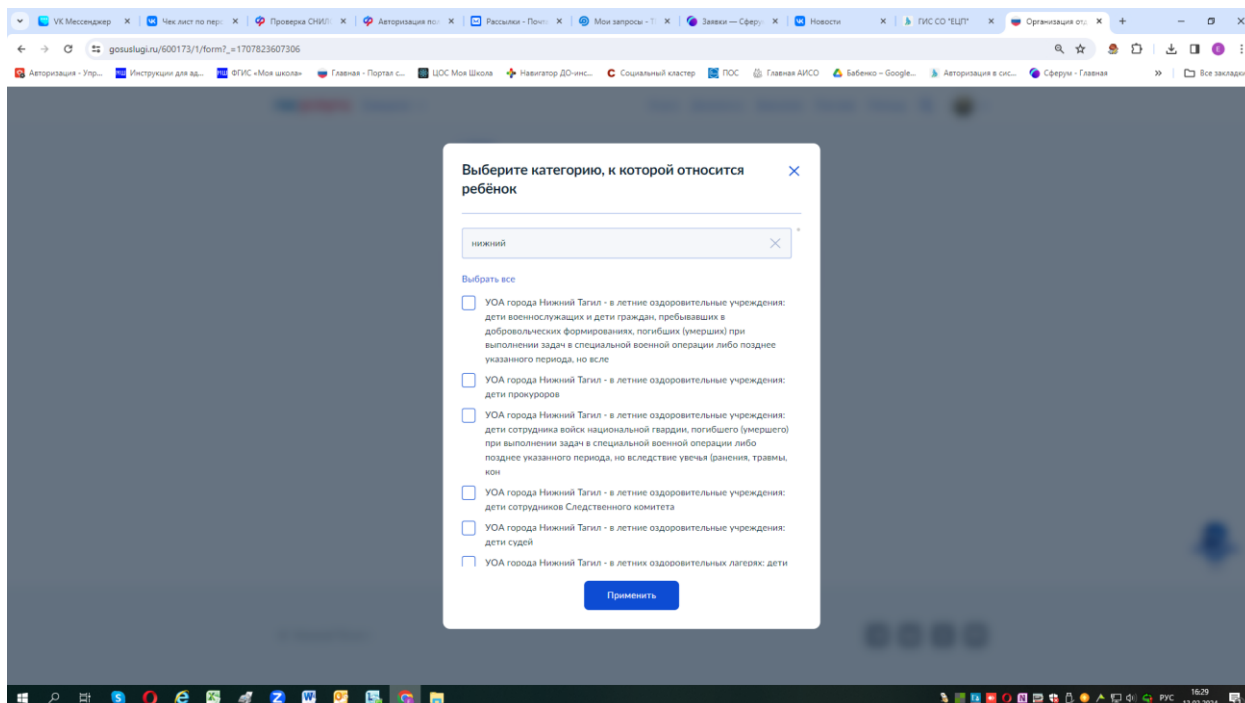 VK Мессенджер
Чек лист по пер
Проверка СНИЛ
Авторизация пол
Рассылки - Почт
Мои запросы - Т
Заявки — Сферу
Новости
ГИС СО "ЕЦП"
Организация отд
gosuslugi.ru/600173/1/form?_=1707823607306
Авторизация - Упр...
Инструкции для ад...
ФГИС «Моя школа»
Главная - Портал с...
ЦОС Моя Школа
Навигатор ДО-инс...
Социальный кластер
ПОС
Главная АИСО
Бабенко – Google...
Авторизация в сис...
Сферум - Главная
»
Все закладки
Выберите категорию, к которой относится
ребёнок
нижний
*
Выбрать все
УОА города Нижний Тагил - в летние оздоровительные учреждения:
дети военнослужащих и дети граждан, пребывавших в
добровольческих формированиях, погибших (умерших) при
выполнении задач в специальной военной операции либо позднее
указанного периода, но всле
УОА города Нижний Тагил - в летние оздоровительные учреждения:
дети прокуроров
УОА города Нижний Тагил - в летние оздоровительные учреждения:
дети сотрудника войск национальной гвардии, погибшего (умершего)
при выполнении задач в специальной военной операции либо
позднее указанного периода, но вследствие увечья (ранения, травмы,
кон
УОА города Нижний Тагил - в летние оздоровительные учреждения:
дети сотрудников Следственного комитета
УОА города Нижний Тагил - в летние оздоровительные учреждения:
дети судей
УОА города Нижний Тагил - в летних оздоровительных лагерях: дети
Применить
РУС
16:29
13.02.2024